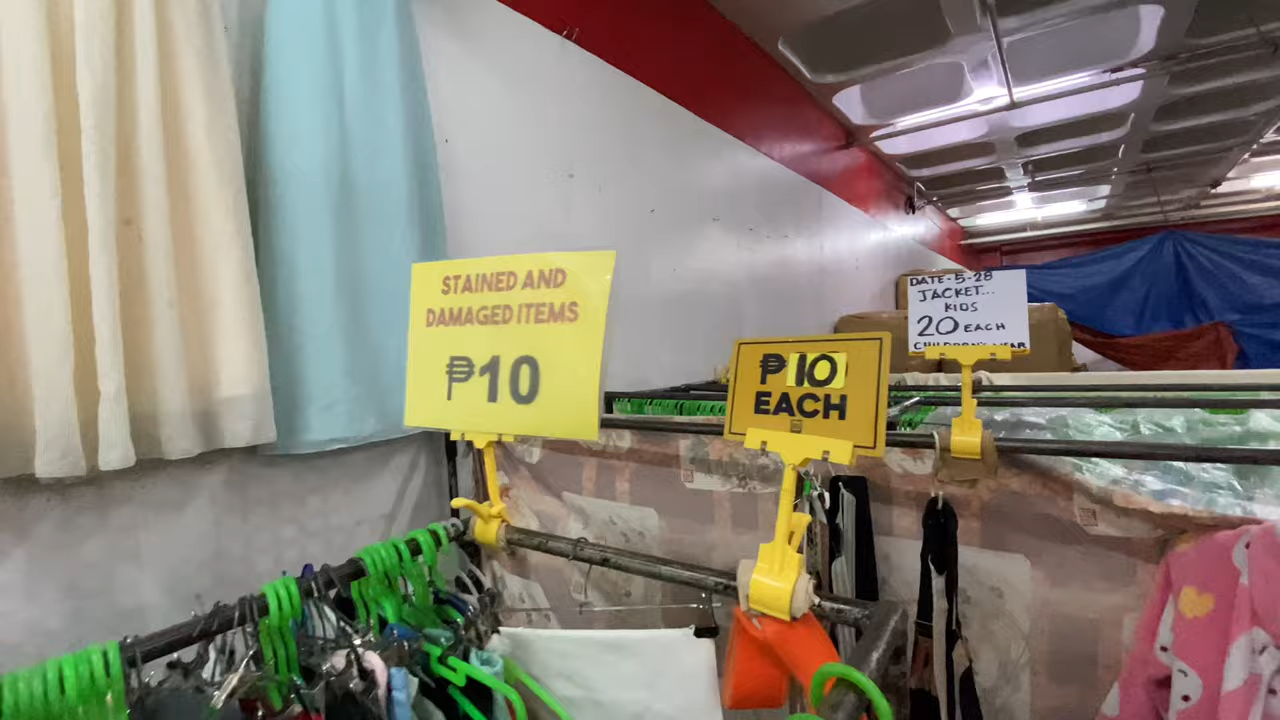 STAINED AND
DAMAGED ITEMS
₱10
₱10
EACH
DATE-5-28
JACKET...
KIDS
20 EACH
CHILDREN'S WEAR